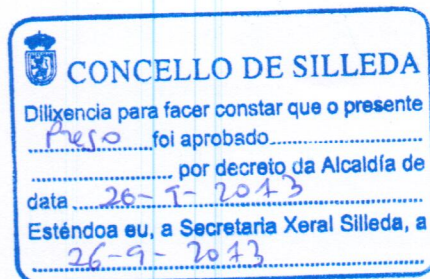 CONCELLO DE SILLEDA
Dilixencia para facer constar que o presente
Prego foi aprobado
por decreto da Alcaldía de
data 26-9-2013
Esténdoa eu, a Secretaria Xeral Silleda, a
26-9-2013